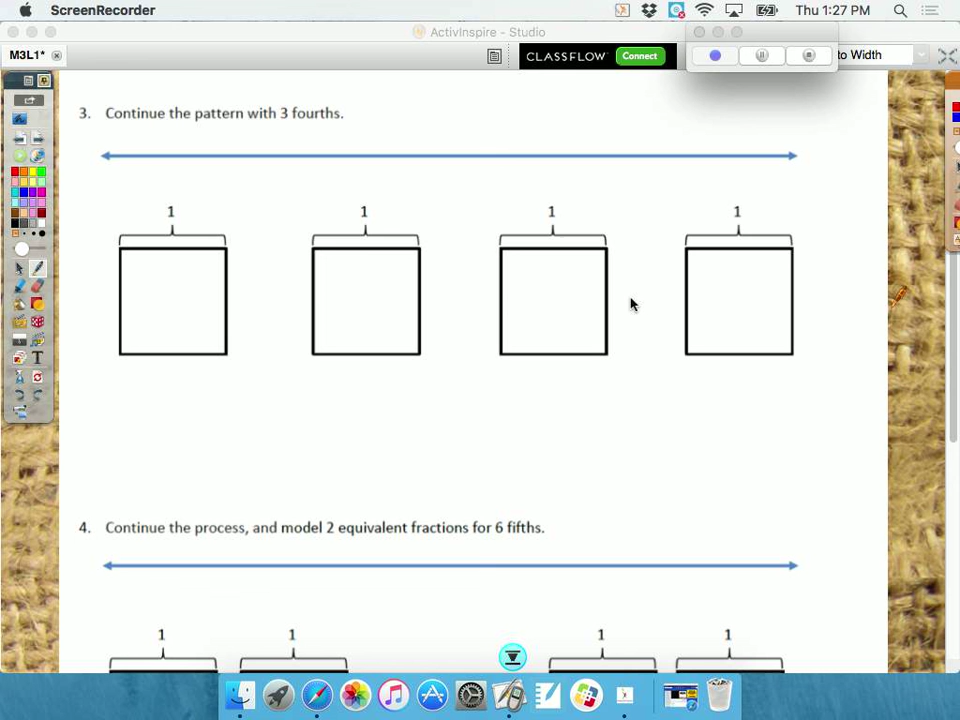 ScreenRecorder
Thu 1:27 PM
ActivInspire - Studio
M3L1*
CLASSFLOW
Connect
to Width
3. Continue the pattern with 3 fourths.
1 1 1 1
4. Continue the process, and model 2 equivalent fractions for 6 fifths.
1 1 1 1